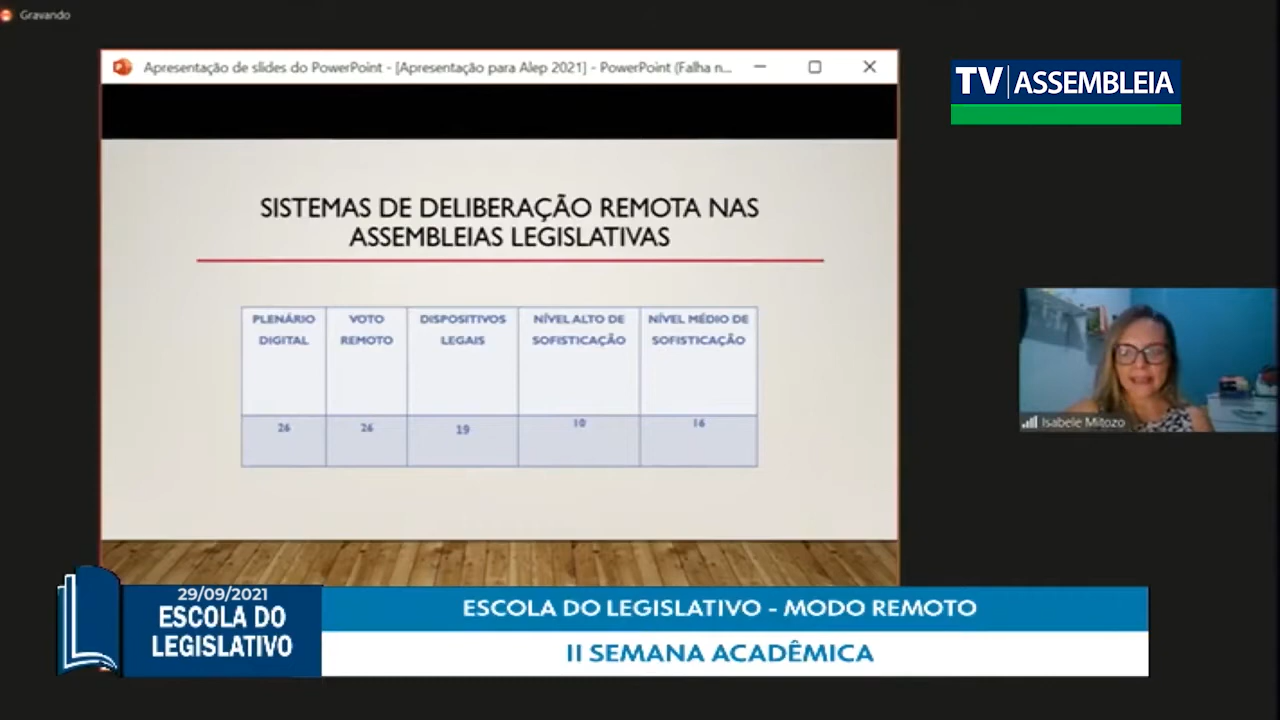 Gravando
Apresentação de slides do PowerPoint - [Apresentação para Alep 2021] - PowerPoint (Falha n...
TV ASSEMBLEIA
SISTEMAS DE DELIBERAÇÃO REMOTA NAS
ASSEMBLEIAS LEGISLATIVAS
PLENÁRIO DIGITAL
VOTO REMOTO
DISPOSITIVOS LEGAIS
NÍVEL ALTO DE SOFISTICAÇÃO
NÍVEL MÉDIO DE SOFISTICAÇÃO
26 26 19 10 16
Isabele Mitozo
29/09/2021
ESCOLA DO
LEGISLATIVO
ESCOLA DO LEGISLATIVO - MODO REMOTO
II SEMANA ACADÊMICA